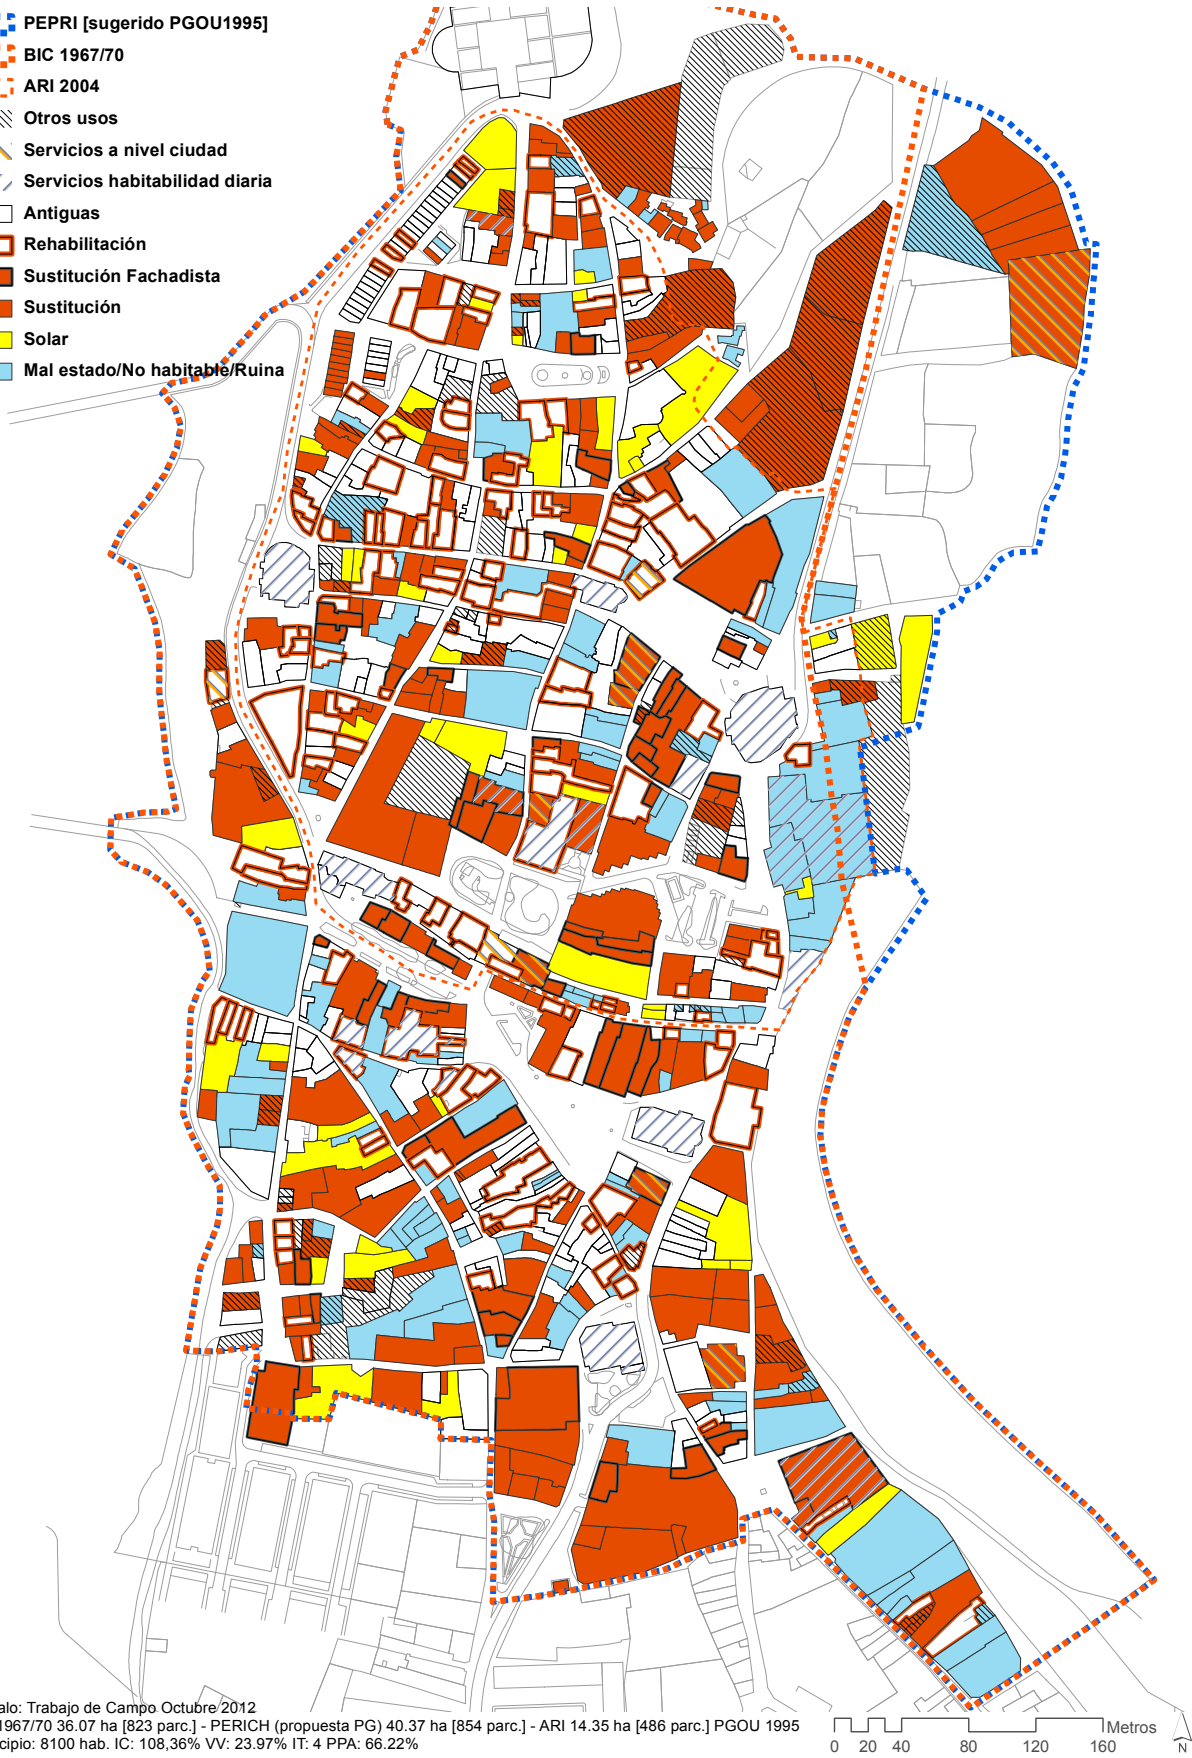 PEPRI [sugerido PGOU1995]
BIC 1967/70
ARI 2004
Otros usos
Servicios a nivel ciudad
Servicios habitabilidad diaria
Antiguas
Rehabilitación
Sustitución Fachadista
Sustitución
Solar
Mal estado/No habitable/Ruina
alo: Trabajo de Campo Octubre/2012
1967/70 36.07 ha [823 parc.] - PERICH (propuesta PG) 40.37 ha [854 parc.] - ARI 14.35 ha [486 parc.] PGOU 1995
cipio: 8100 hab. IC: 108,36% VV: 23.97% IT: 4 PPA: 66.22%
Metros
0 20 40 80 120 160
N